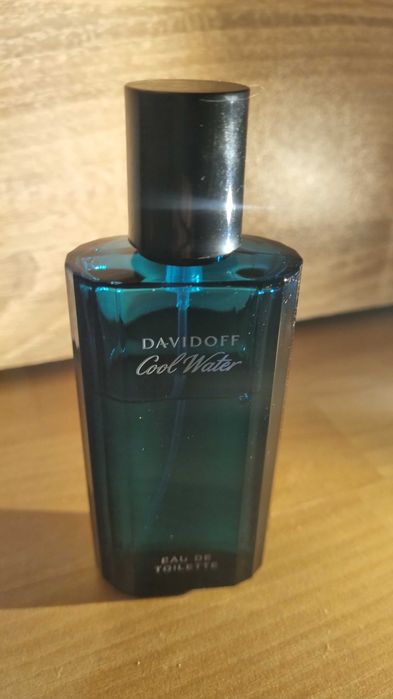 DAVIDOFF
Cool Water
EAU DE
TOILETTE